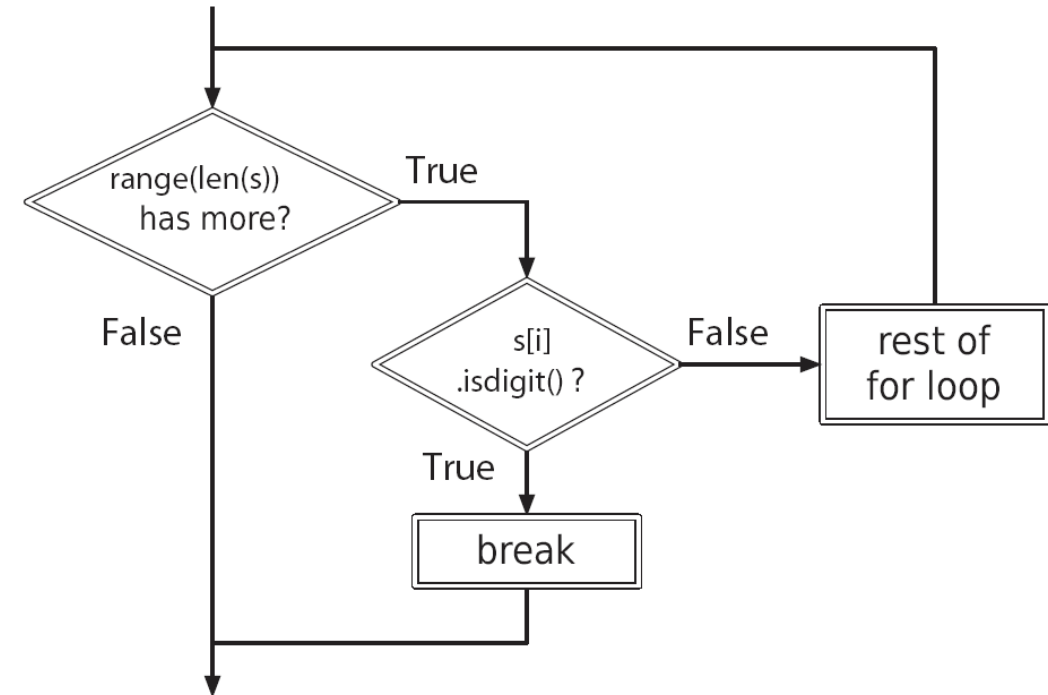 range(len(s))
has more?
True
False
s[i]
.isdigit() ?
False
rest of
for loop
True
break